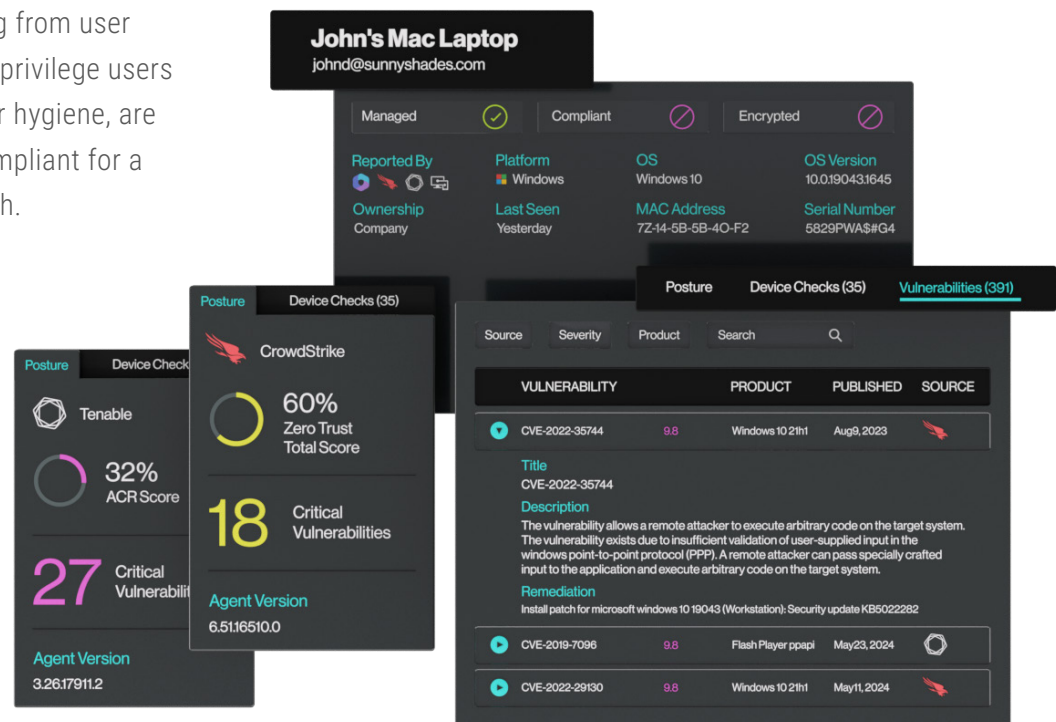 g from user
privilege users
r hygiene, are
mpliant for a
h.
John's Mac Laptop
johnd@sunnyshades.com
Managed
Compliant
Encrypted
Reported By
Platform
OS
OS Version
Windows
Windows 10
10.0.19043.1645
Ownership
Last Seen
MAC Address
Serial Number
Company
Yesterday
7Z-14-5B-5B-4O-F2
5829PWA$#G4
Posture
Device Checks (35)
Vulnerabilities (391)
Source
Severity
Product
Search
VULNERABILITY
PRODUCT
PUBLISHED
SOURCE
CVE-2022-35744
9.8
Windows 10 21h1
Aug9, 2023
Title
CVE-2022-35744
Description
The vulnerability allows a remote attacker to execute arbitrary code on the target system.
The vulnerability exists due to insufficient validation of user-supplied input in the
windows point-to-point protocol (PPP). A remote attacker can pass specially crafted
input to the application and execute arbitrary code on the target system.
Remediation
Install patch for microsoft windows 10 19043 (Workstation): Security update KB5022282
CVE-2019-7096
9.8
Flash Player ppapi
May23, 2024
CVE-2022-29130
9.8
Windows 10 21h1
May11, 2024
Posture
Device Checks (35)
CrowdStrike
60%
Zero Trust
Total Score
18
Critical
Vulnerabilities
Agent Version
6.51.16510.0
Posture
Device Check
Tenable
32%
ACR Score
27
Critical
Vulnerabilit
Agent Version
3.26.17911.2